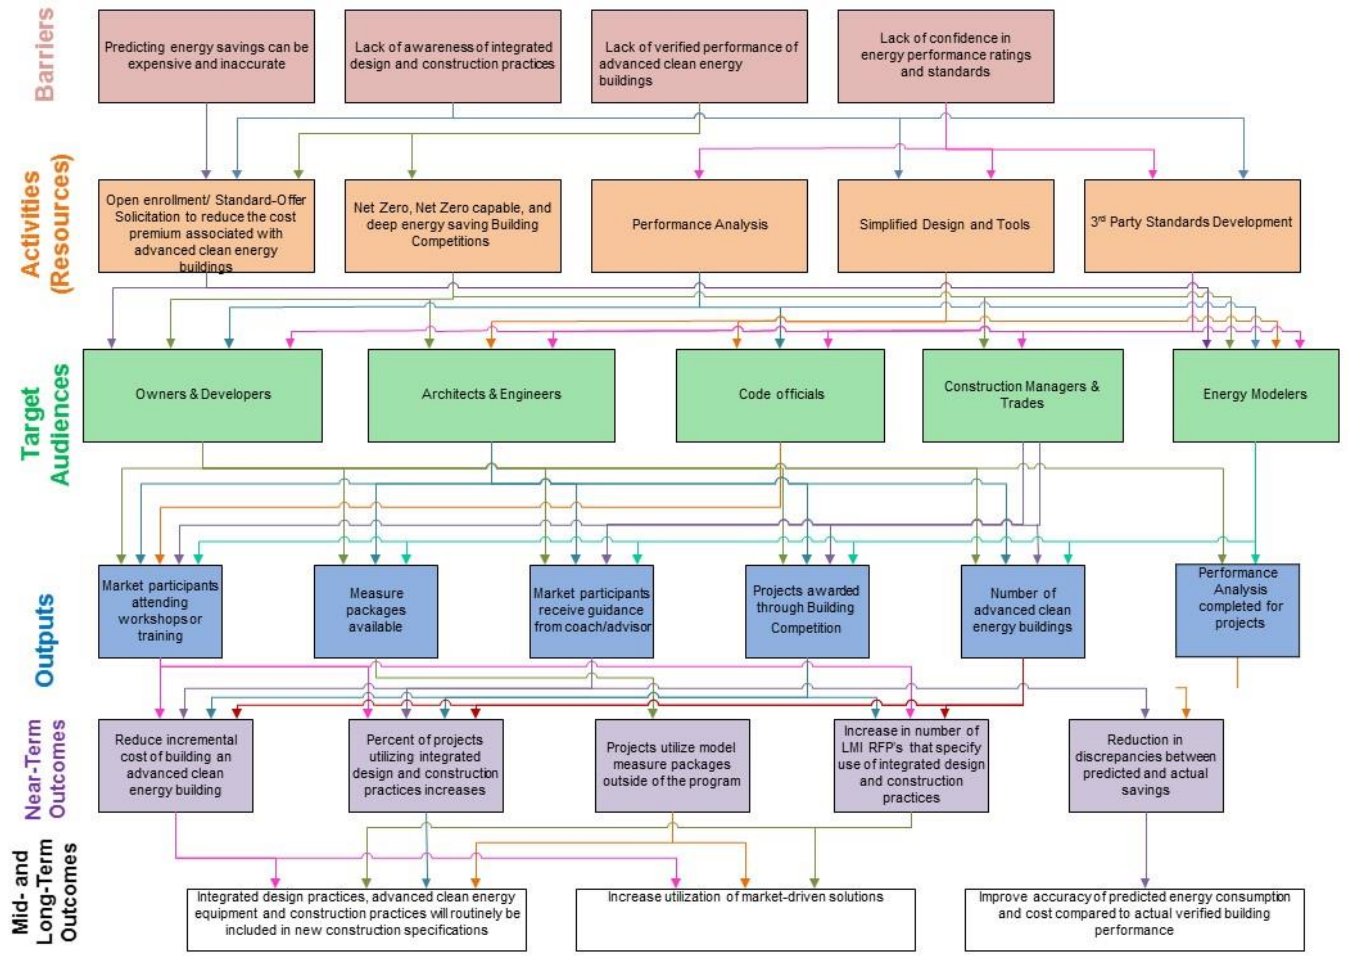 Barriers
Predicting energy savings can be
expensive and inaccurate
Lack of awareness of integrated
design and construction practices
Lack of verified performance of
advanced clean energy
buildings
Lack of confidence in
energy performance ratings
and standards
Activities
(Resources)
Open enrollment/ Standard-Offer
Solicitation to reduce the cost
premium associated with
advanced clean energy
buildings
Net Zero, Net Zero capable, and
deep energy saving Building
Competitions
Performance Analysis
Simplified Design and Tools
3rd Party Standards Development
Target
Audiences
Owners & Developers
Architects & Engineers
Code officials
Construction Managers &
Trades
Energy Modelers
Outputs
Market participants
attending
workshops or
training
Measure
packages
available
Market participants
receive guidance
from coach/advisor
Projects awarded
through Building
Competition
Number of
advanced clean
energy buildings
Performance
Analysis
completed for
projects
Near-Term
Outcomes
Reduce incremental
cost of building an
advanced clean
energy building
Percent of projects
utilizing integrated
design and construction
practices increases
Projects utilize model
measure packages
outside of the program
Increase in number of
LMI RFP's that specify
use of integrated design
and construction
practices
Reduction in
discrepancies between
predicted and actual
savings
Mid- and
Long-Term
Outcomes
Integrated design practices, advanced clean energy
equipment and construction practices will routinely be
included in new construction specifications
Increase utilization of market-driven solutions
Improve accuracy of predicted energy consumption
and cost compared to actual verified building
performance